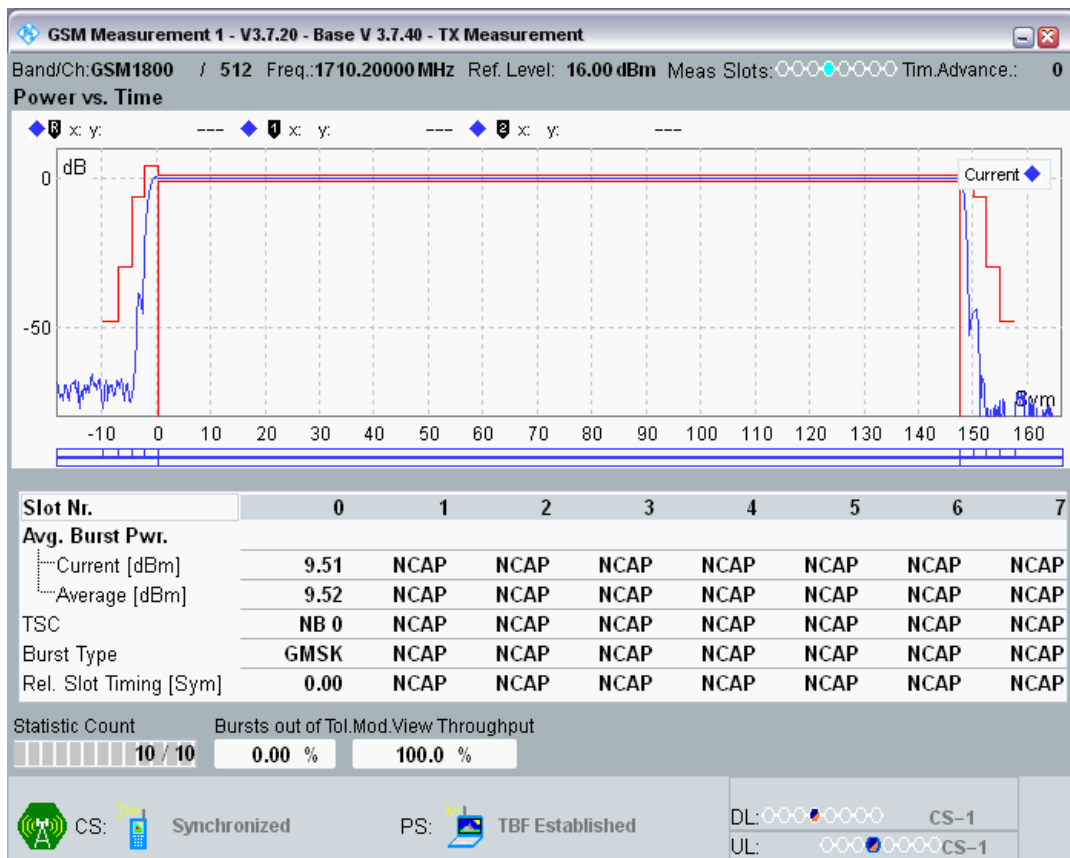 GSM Measurement 1 - V3.7.20 - Base V 3.7.40 - TX Measurement
Band/Ch:GSM1800 / 512 Freq.:1710.20000 MHz Ref. Level: 16.00 dBm Meas Slots: Tim.Advance.: 0
Power vs. Time
R x: y: --- 1 x: y: --- 2 x: y: ---
dB
Current
0
-50
Sym
-10 0 10 20 30 40 50 60 70 80 90 100 110 120 130 140 150 160
Slot Nr. 0 1 2 3 4 5 6 7
Avg. Burst Pwr.
Current [dBm] 9.51 NCAP NCAP NCAP NCAP NCAP NCAP NCAP
Average [dBm] 9.52 NCAP NCAP NCAP NCAP NCAP NCAP NCAP
TSC NB 0 NCAP NCAP NCAP NCAP NCAP NCAP NCAP
Burst Type GMSK NCAP NCAP NCAP NCAP NCAP NCAP NCAP
Rel. Slot Timing [Sym] 0.00 NCAP NCAP NCAP NCAP NCAP NCAP NCAP
Statistic Count Bursts out of Tol.Mod.View Throughput
10 / 10 0.00 % 100.0 %
CS: Synchronized PS: TBF Established
DL: CS-1
UL: CS-1